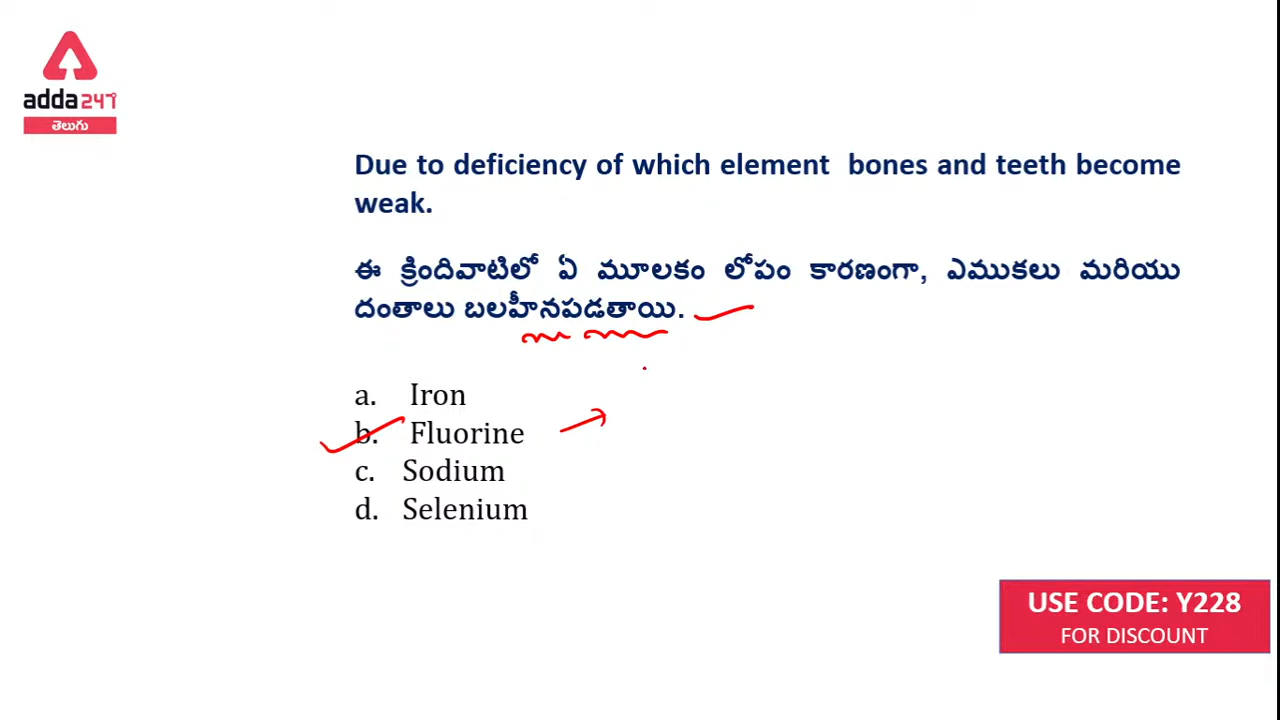 adda247
తెలుగు
Due to deficiency of which element bones and teeth become
weak.
ఈ క్రిందివాటిలో ఏ మూలకం లోపం కారణంగా, ఎముకలు మరియు
దంతాలు బలహీనపడతాయి.
a. Iron
b. Fluorine
c. Sodium
d. Selenium
USE CODE: Y228
FOR DISCOUNT